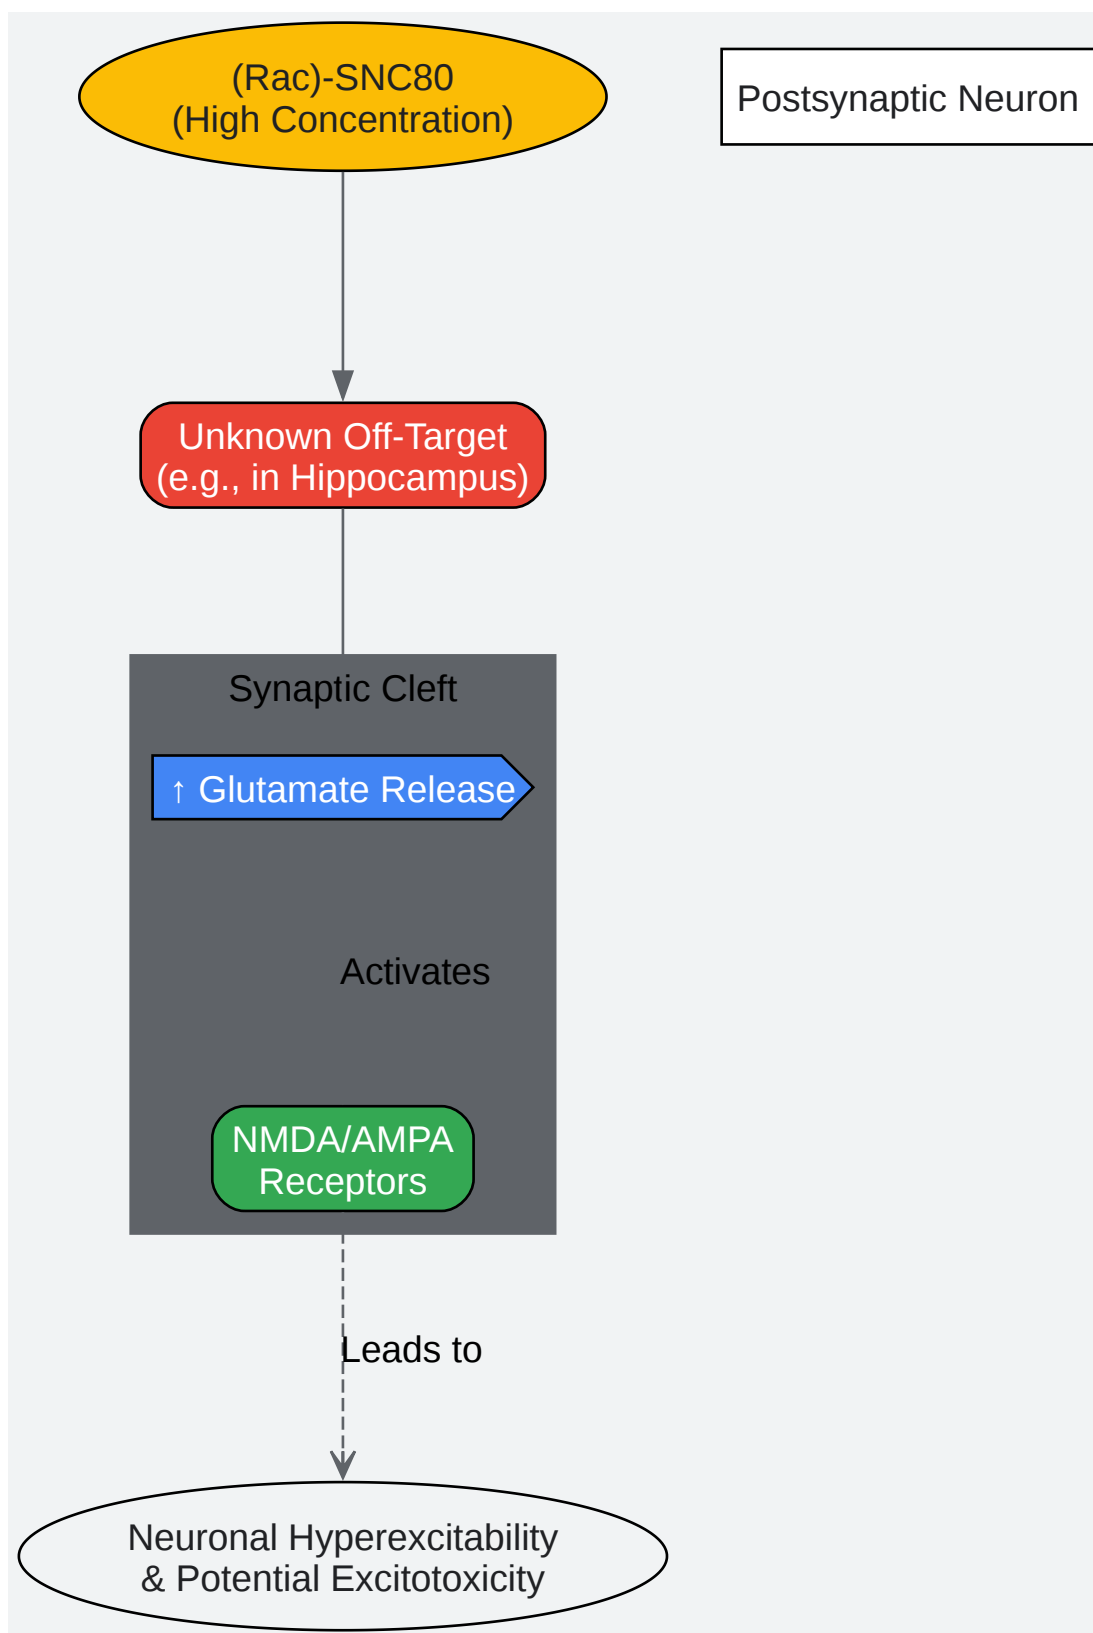 (Rac)-SNC80
(High Concentration)
Postsynaptic Neuron
Unknown Off-Target
(e.g., in Hippocampus)
Synaptic Cleft
↑ Glutamate Release
Activates
NMDA/AMPA
Receptors
Leads to
Neuronal Hyperexcitability
& Potential Excitotoxicity